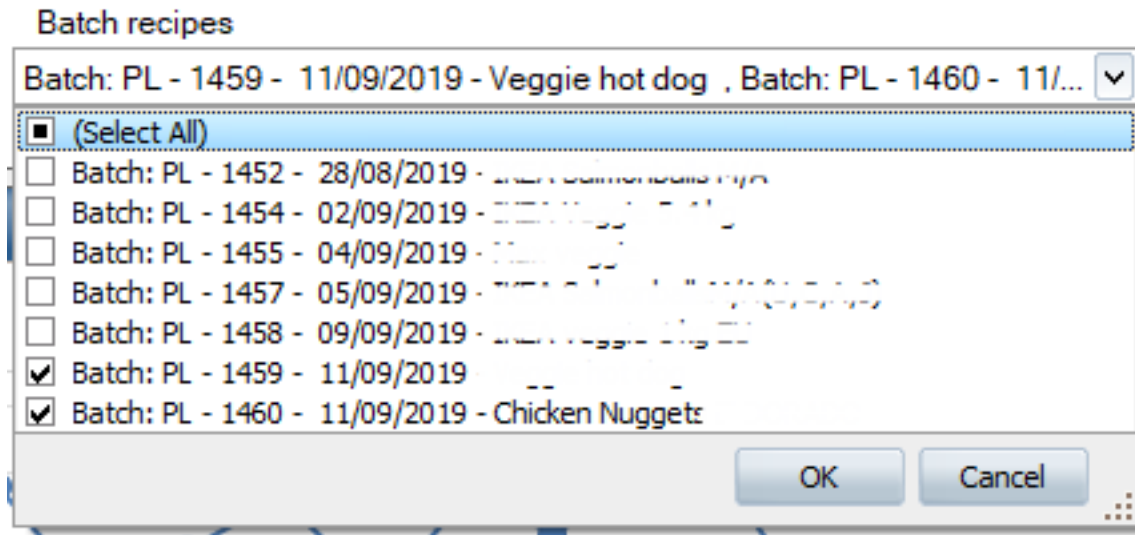 Batch recipes
Batch: PL - 1459 - 11/09/2019 - Veggie hot dog , Batch: PL - 1460 - 11/...
(Select All)
Batch: PL - 1452 - 28/08/2019 -
Batch: PL - 1454 - 02/09/2019 -
Batch: PL - 1455 - 04/09/2019 -
Batch: PL - 1457 - 05/09/2019 -
Batch: PL - 1458 - 09/09/2019 -
Batch: PL - 1459 - 11/09/2019
Batch: PL - 1460 - 11/09/2019 - Chicken Nuggets
OK Cancel